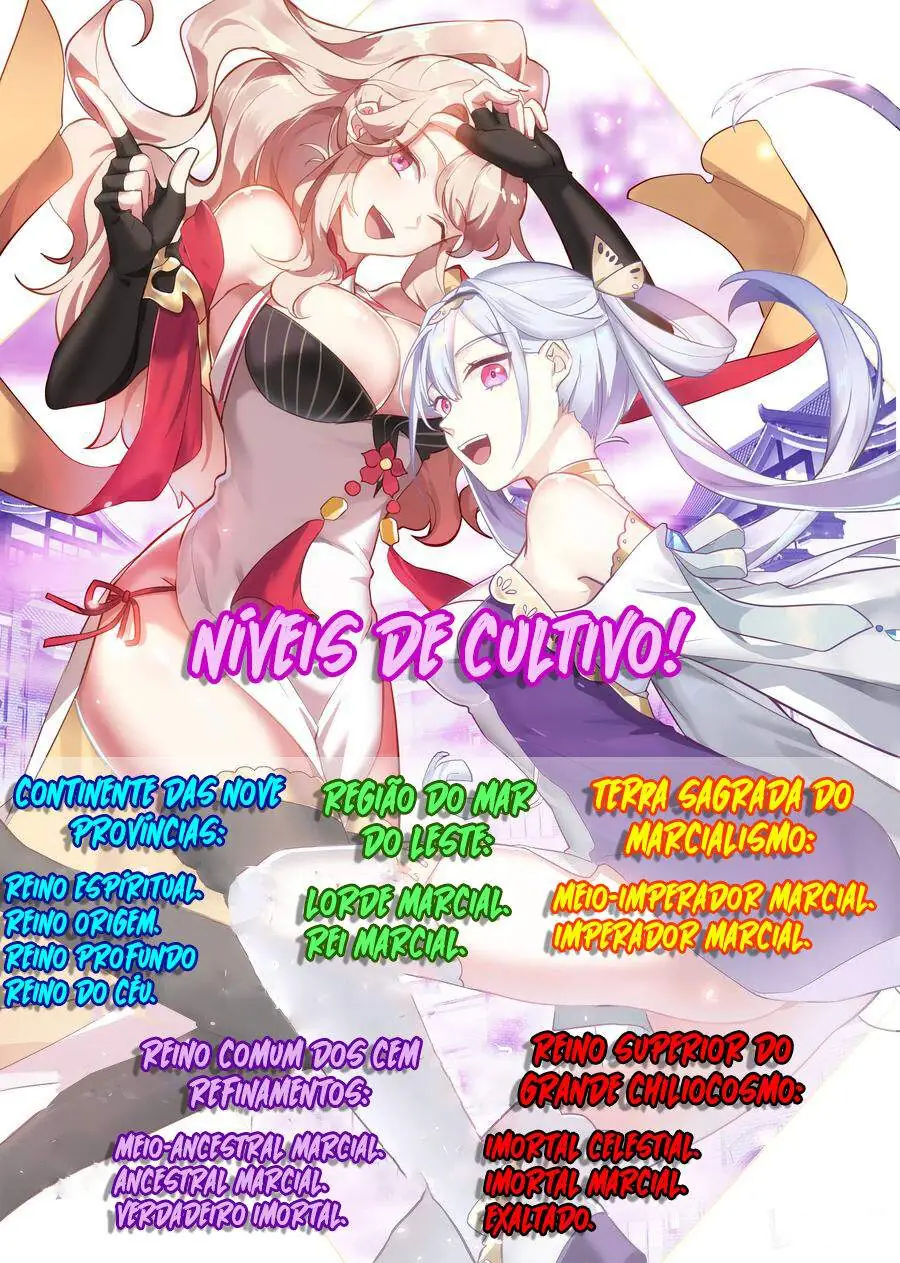 NÍVEIS DE CULTIVO!
CONTINENTE DAS NOVE
PROVÍNCIAS:
REINO ESPIRITUAL.
REINO ORIGEM.
REINO PROFUNDO
REINO DO CÉU.
REGIÃO DO MAR
DO LESTE:
LORDE MARCIAL.
REI MARCIAL.
TERRA SAGRADA DO
MARCIALISMO:
MEIO-IMPERADOR MARCIAL.
IMPERADOR MARCIAL.
REINO COMUM DOS CEM
REFINAMENTOS:
MEIO-ANCESTRAL MARCIAL.
ANCESTRAL MARCIAL.
VERDADEIRO IMORTAL.
REINO SUPERIOR DO
GRANDE CHILIOCOSMO:
IMORTAL CELESTIAL.
IMORTAL MARCIAL.
EXALTADO.